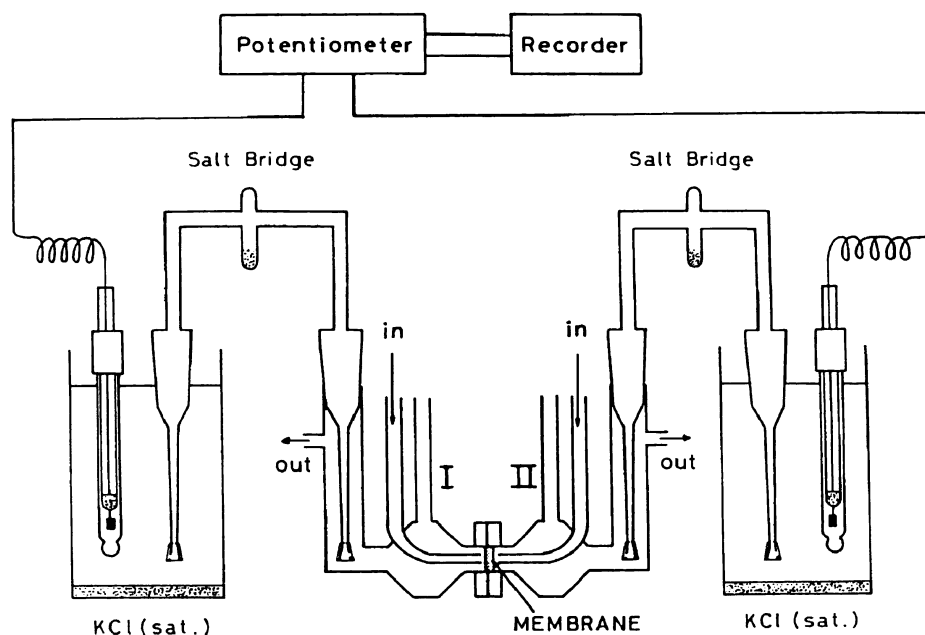 Potentiometer
Recorder
Salt Bridge
Salt Bridge
in
in
out
out
I
II
MEMBRANE
KCl (sat.)
KCl (sat.)